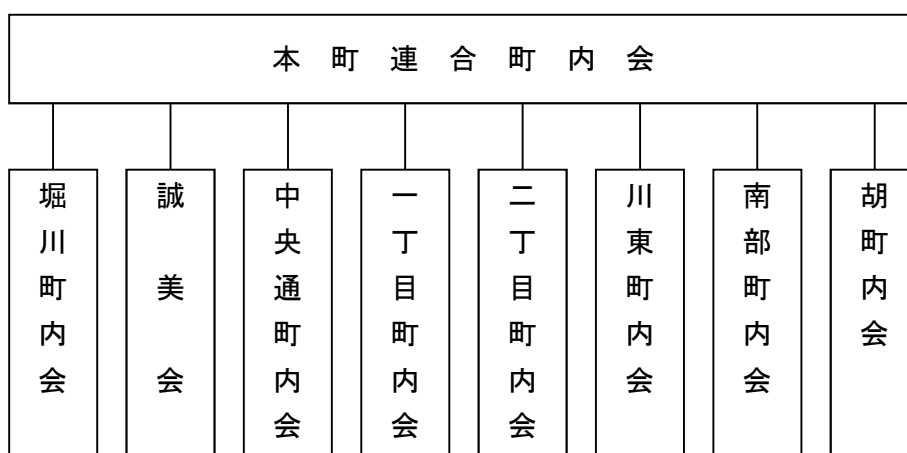 本町連合町内会
堀川町内会
誠美会
中央通町内会
一丁目町内会
二丁目町内会
川東町内会
南部町内会
胡町内会